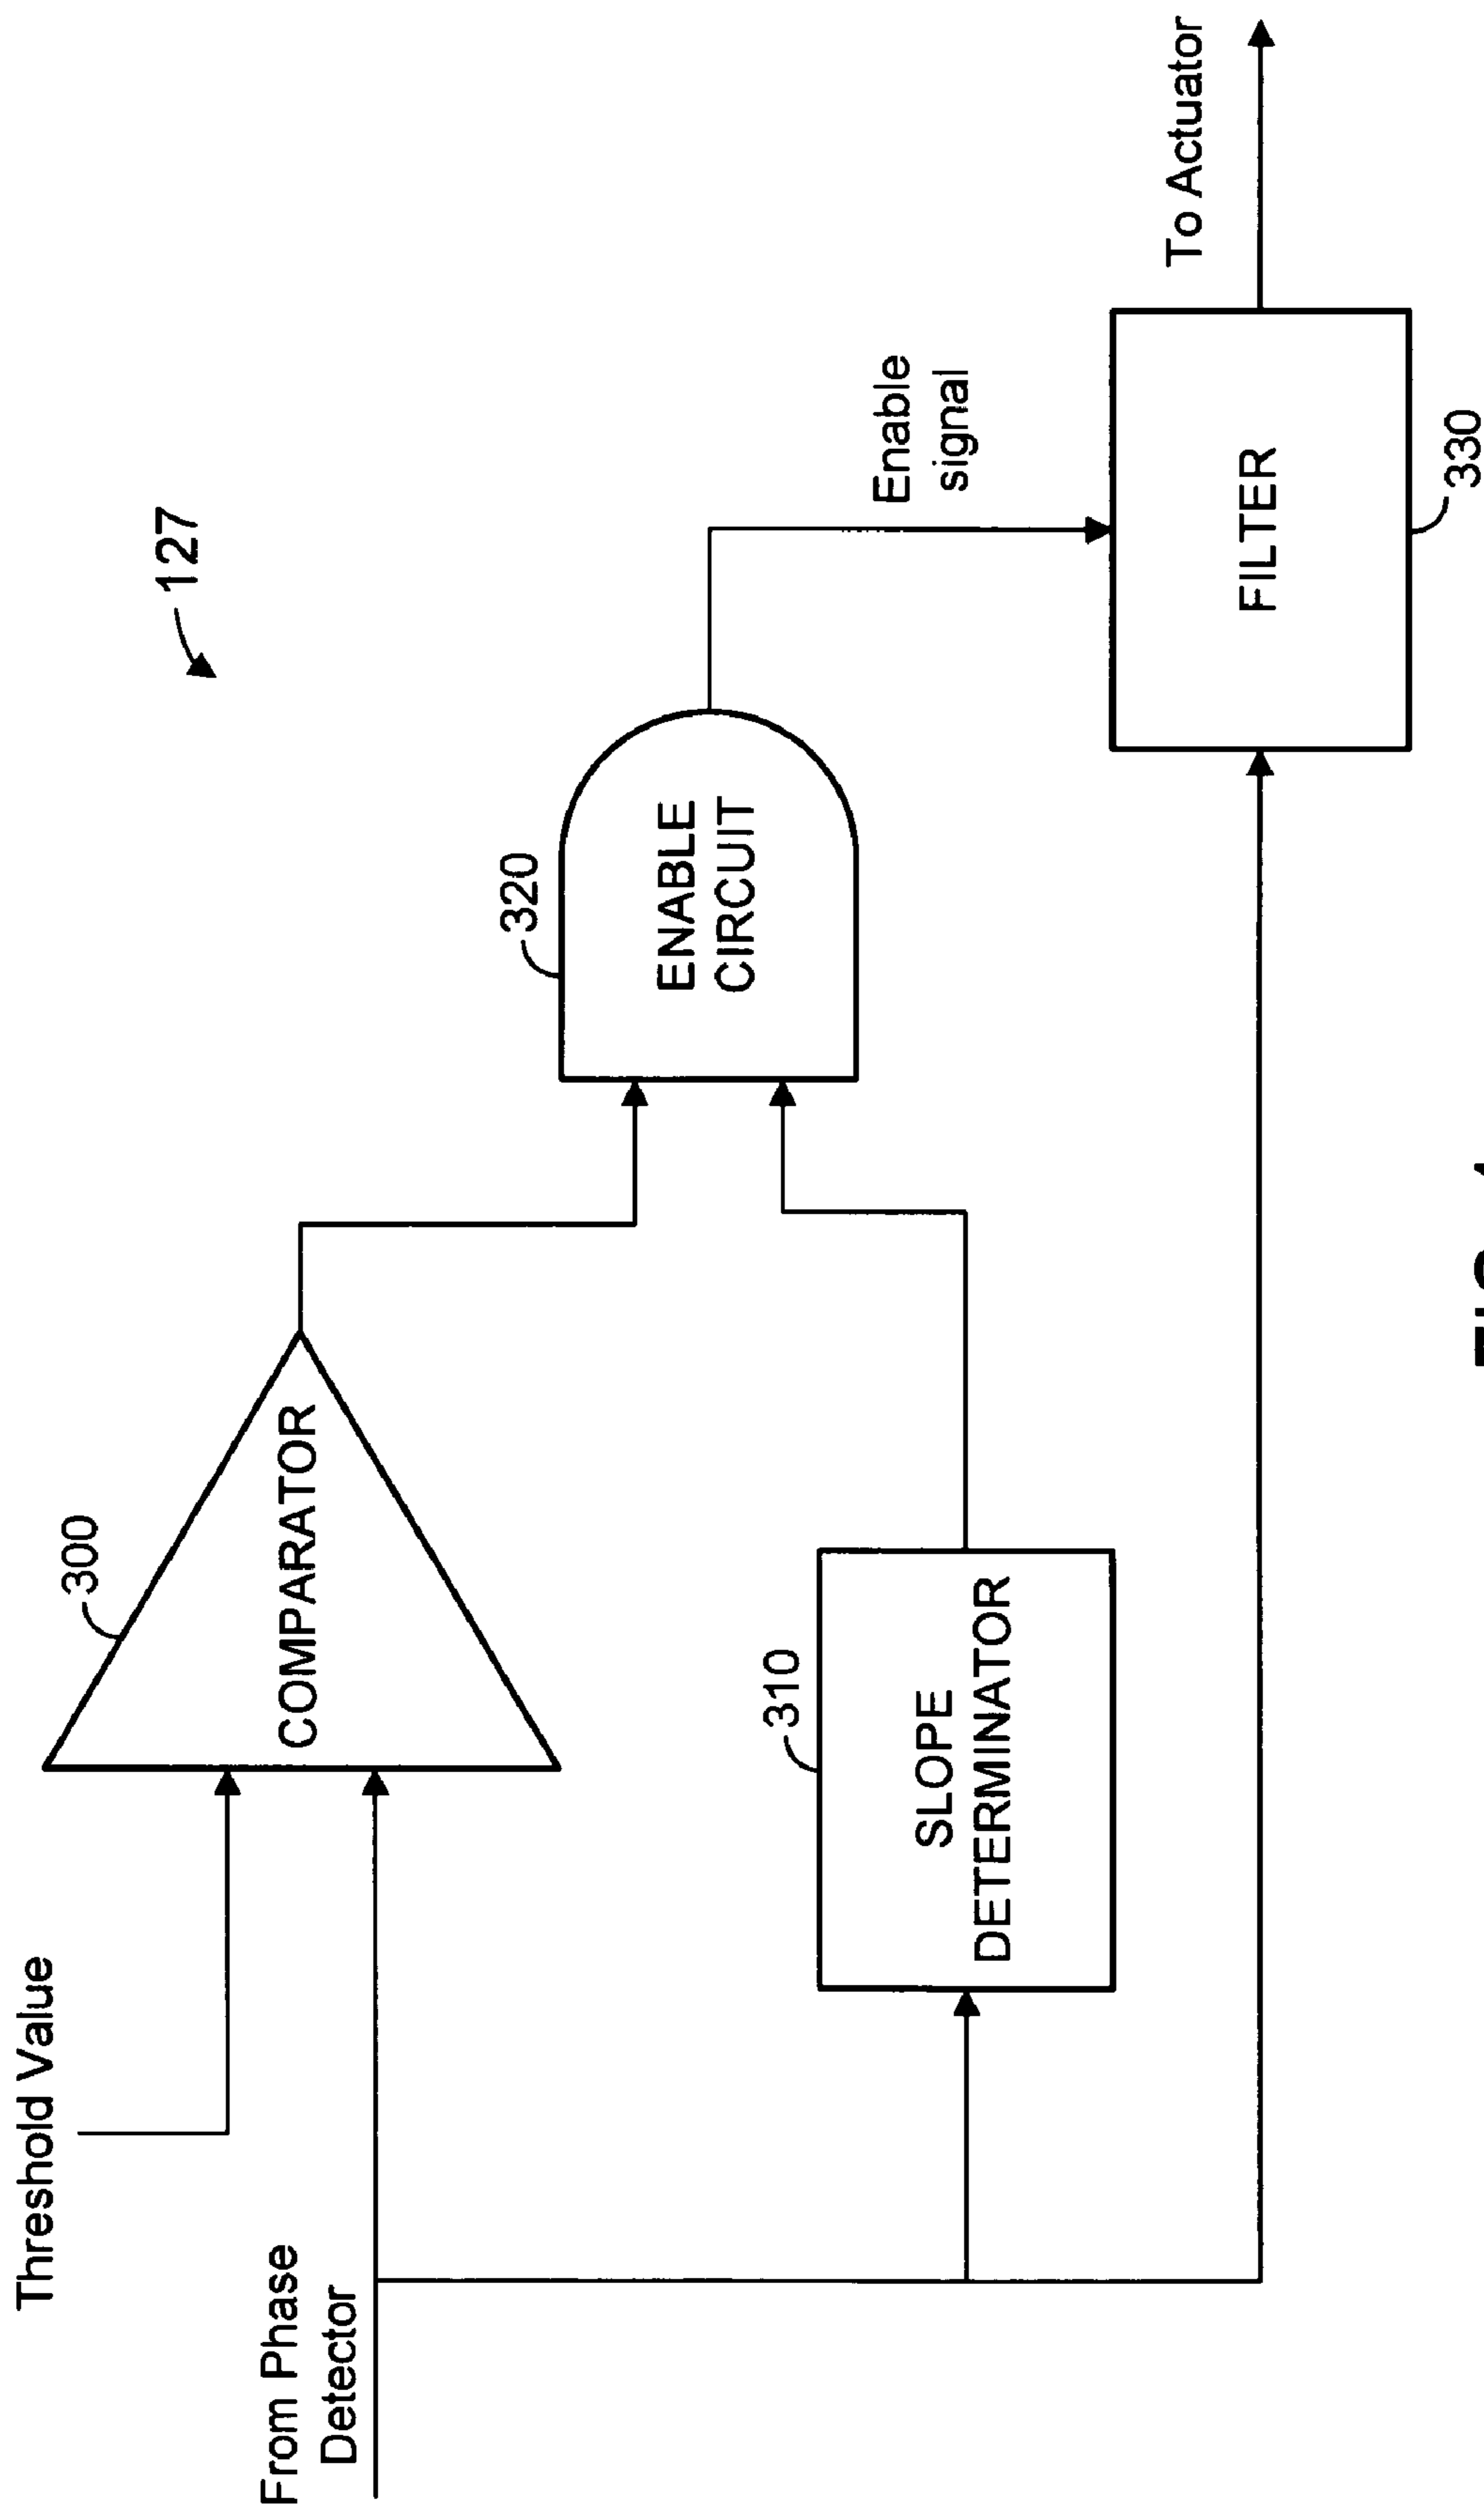 Threshold Value
From Phase
Detector
300
COMPARATOR
310
SLOPE
DETERMINATOR
320
ENABLE
CIRCUIT
127
Enable
signal
FILTER
330
To Actuator